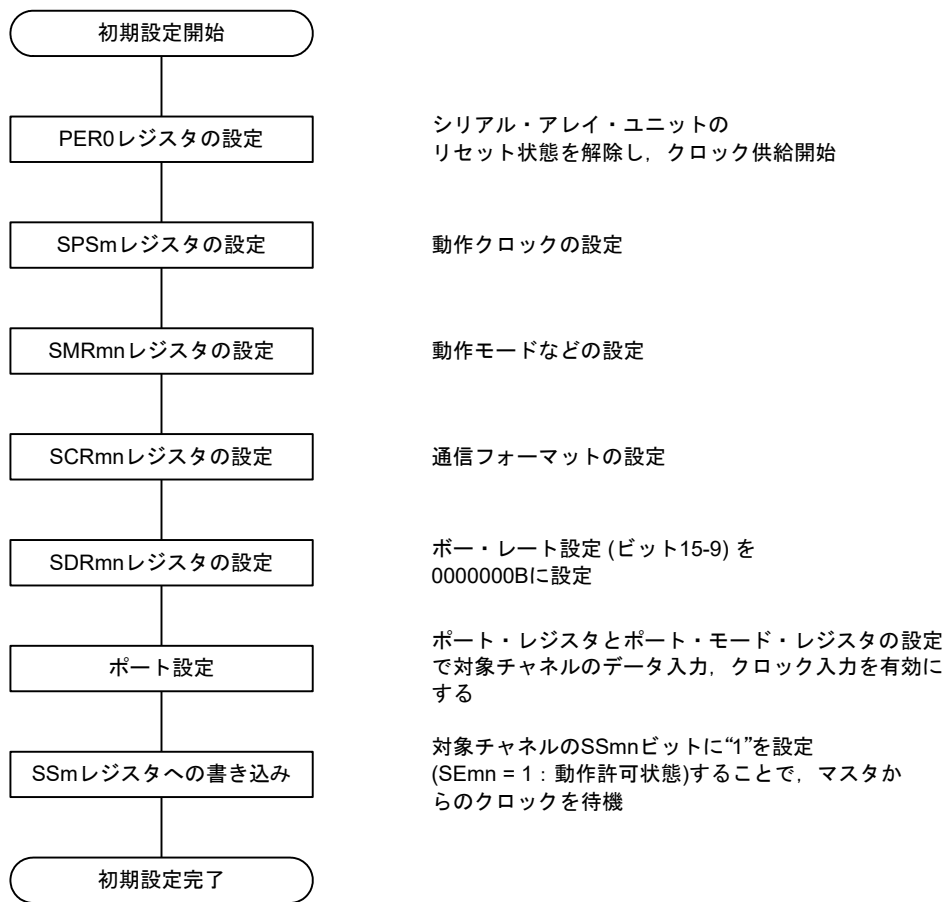 初期設定開始
PER0レジスタの設定
シリアル・アレイ・ユニットの
リセット状態を解除し，クロック供給開始
SPSmレジスタの設定
動作クロックの設定
SMRmnレジスタの設定
動作モードなどの設定
SCRmnレジスタの設定
通信フォーマットの設定
SDRmnレジスタの設定
ボー・レート設定 (ビット15-9) を
0000000Bに設定
ポート設定
ポート・レジスタとポート・モード・レジスタの設定
で対象チャネルのデータ入力，クロック入力を有効に
する
SSmレジスタへの書き込み
対象チャネルのSSmnビットに“1”を設定
(SEmn = 1：動作許可状態)することで，マスタか
らのクロックを待機
初期設定完了